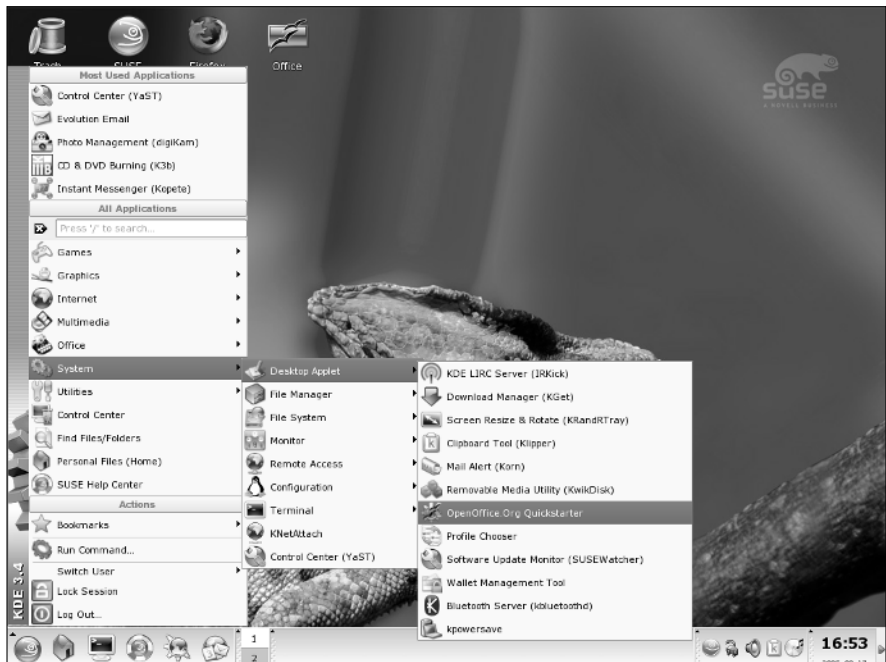 Trash
SUSE
Firefox
Office
SUSE
A NOVELL BUSINESS
Most Used Applications
Control Center (YaST)
Evolution Email
Photo Management (digiKam)
CD & DVD Burning (K3b)
Instant Messenger (Kopete)
All Applications
Press '/' to search...
Games
Graphics
Internet
Multimedia
Office
System
Utilities
Control Center
Find Files/Folders
Personal Files (Home)
SUSE Help Center
Actions
Bookmarks
Run Command...
Switch User
Lock Session
Log Out...
KDE 3.4
Desktop Applet
File Manager
File System
Monitor
Remote Access
Configuration
Terminal
KNetAttach
Control Center (YaST)
KDE LIRC Server (IRKick)
Download Manager (KGet)
Screen Resize & Rotate (KRandRTray)
Clipboard Tool (Klipper)
Mail Alert (Korn)
Removable Media Utility (KwikDisk)
OpenOffice.Org Quickstarter
Profile Chooser
Software Update Monitor (SUSEWatcher)
Wallet Management Tool
Bluetooth Server (kbluetoothd)
kpowersave
1
2
16:53